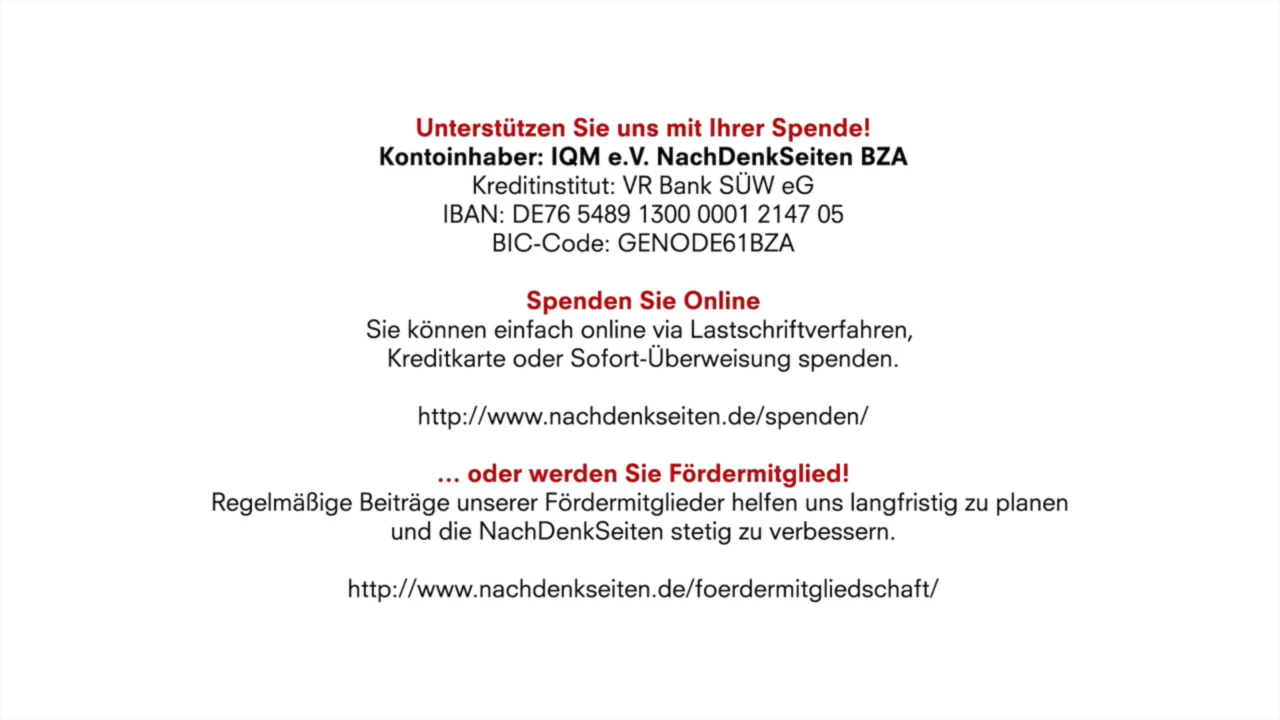 Unterstützen Sie uns mit Ihrer Spende!
Kontoinhaber: IQM e.V. NachDenkSeiten BZA
Kreditinstitut: VR Bank SÜW eG
IBAN: DE76 5489 1300 0001 2147 05
BIC-Code: GENODE61BZA
Spenden Sie Online
Sie können einfach online via Lastschriftverfahren,
Kreditkarte oder Sofort-Überweisung spenden.
http://www.nachdenkseiten.de/spenden/
... oder werden Sie Fördermitglied!
Regelmäßige Beiträge unserer Fördermitglieder helfen uns langfristig zu planen
und die NachDenkSeiten stetig zu verbessern.
http://www.nachdenkseiten.de/foerdermitgliedschaft/